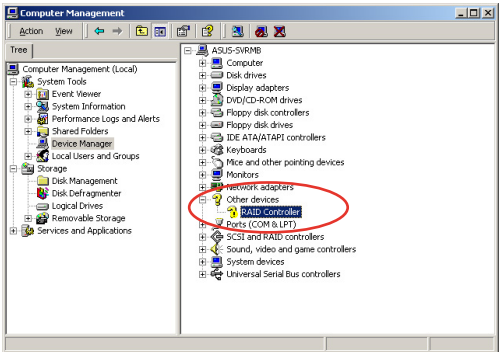 Computer Management
Action View
Tree
Computer Management (Local)
System Tools
Event Viewer
System Information
Performance Logs and Alerts
Shared Folders
Device Manager
Local Users and Groups
Storage
Disk Management
Disk Defragmenter
Logical Drives
Removable Storage
Services and Applications
ASUS-SVRMB
Computer
Disk drives
Display adapters
DVD/CD-ROM drives
Floppy disk controllers
Floppy disk drives
IDE ATA/ATAPI controllers
Keyboards
Mice and other pointing devices
Monitors
Network adapters
Other devices
RAID Controller
Ports (COM & LPT)
SCSI and RAID controllers
Sound, video and game controllers
System devices
Universal Serial Bus controllers